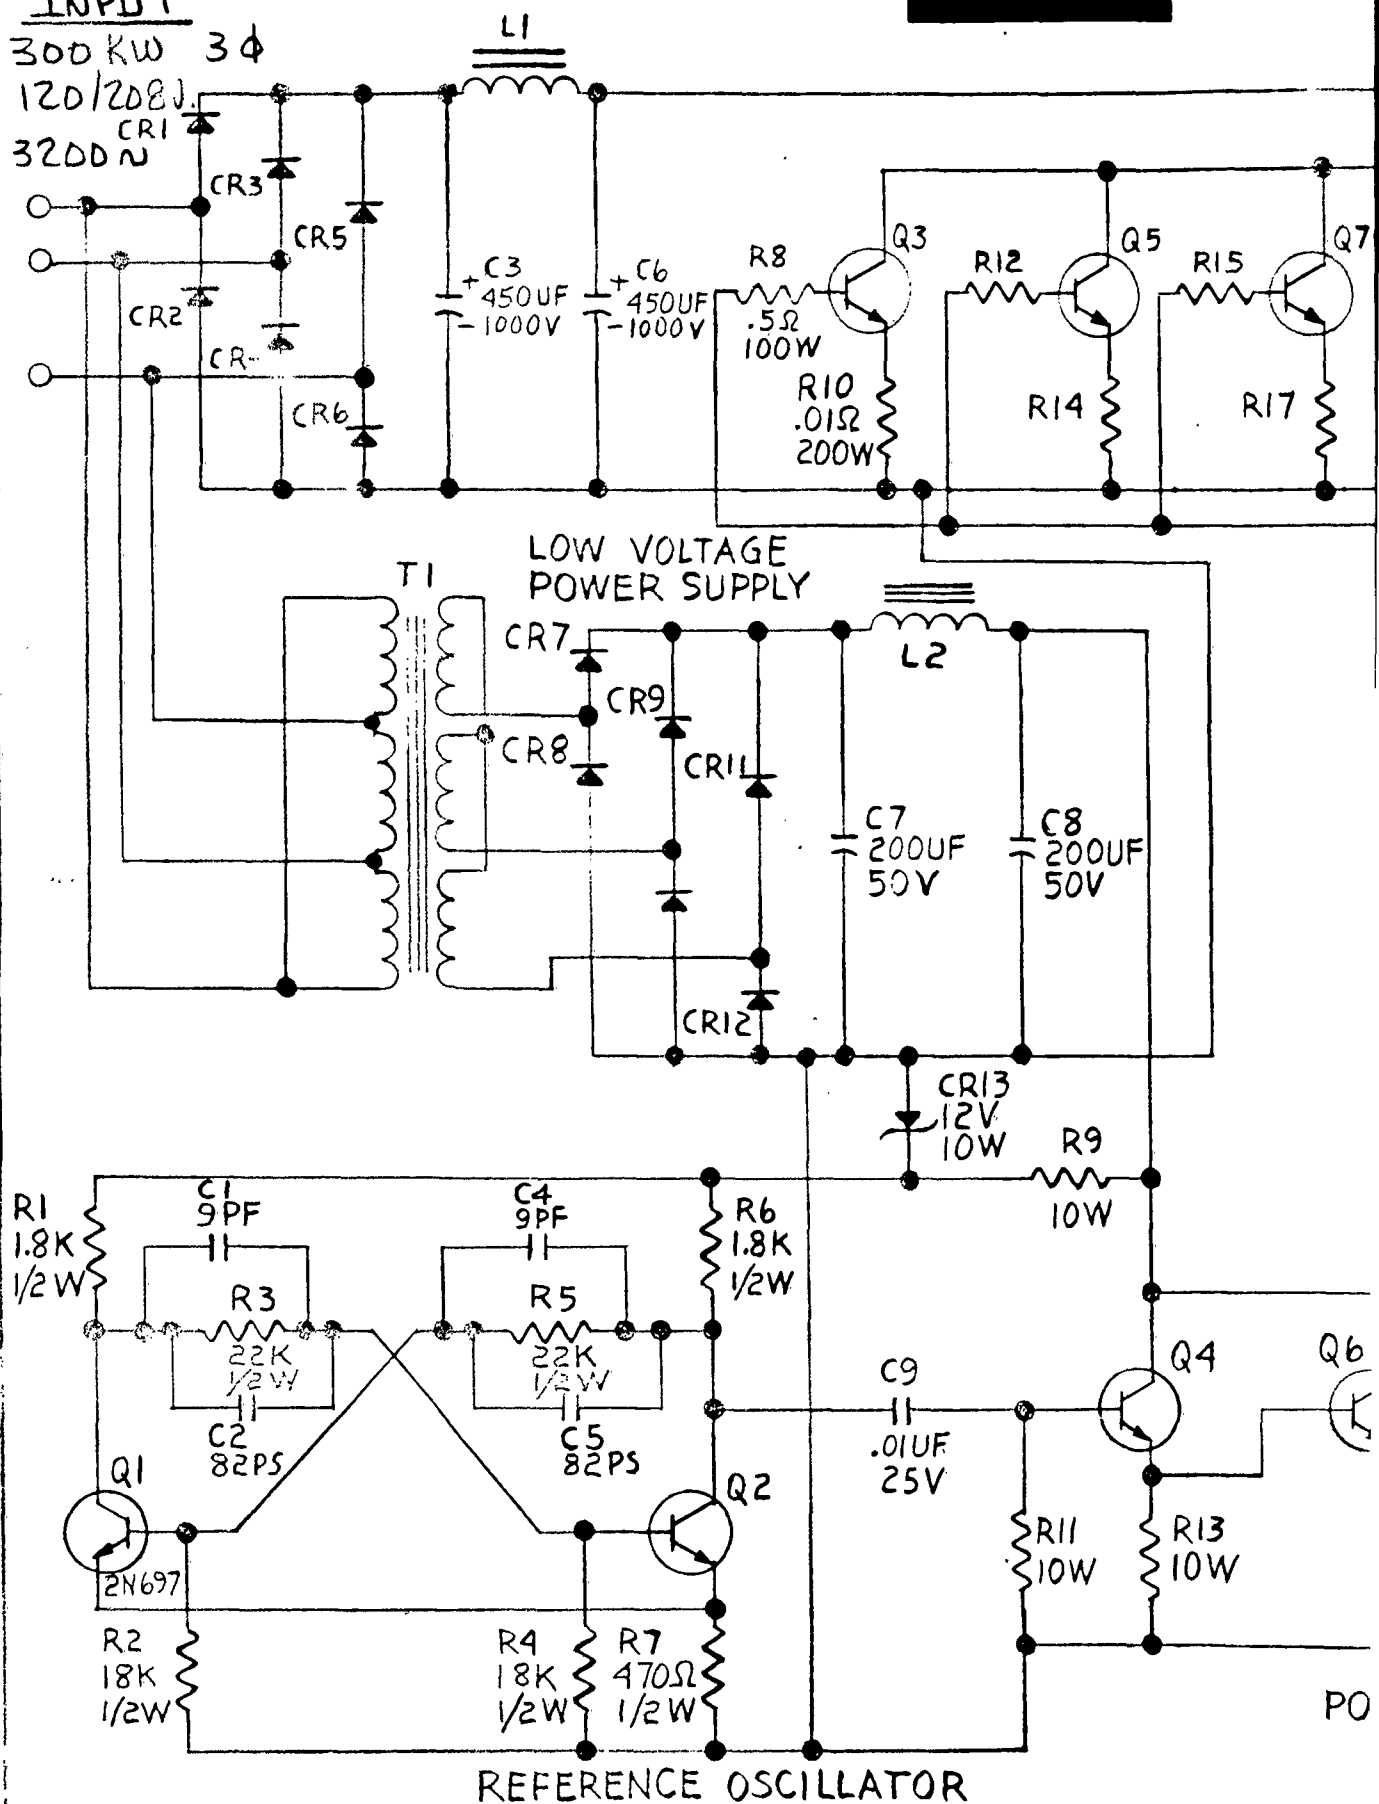 INPUT
300 KW 3ϕ
120/208V.
3200~
L1
CR1
CR3
CR5
CR2
CR-
CR6
+ C3
450UF
-1000V
+ C6
450UF
-1000V
R8
.5Ω
100W
Q3
R10
.01Ω
200W
R12
Q5
R14
R15
Q7
R17
LOW VOLTAGE
POWER SUPPLY
T1
CR7
CR9
CR8
CR11
CR12
L2
C7
200UF
50V
C8
200UF
50V
CR13
12V
10W
R9
10W
R1
1.8K
1/2W
C1
9PF
R3
22K
1/2W
C2
82PS
C4
9PF
R5
22K
1/2W
C5
82PS
R6
1.8K
1/2W
Q1
2N697
Q2
C9
.01UF
25V
Q4
Q6
R11
10W
R13
10W
R2
18K
1/2W
R4
18K
1/2W
R7
470Ω
1/2W
PO
REFERENCE OSCILLATOR